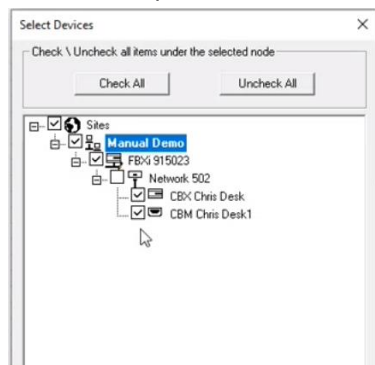 Select Devices
Check \ Uncheck all items under the selected node
Check All
Uncheck All
Sites
Manual Demo
FBXi 915023
Network 502
CBX Chris Desk
CBM Chris Desk1